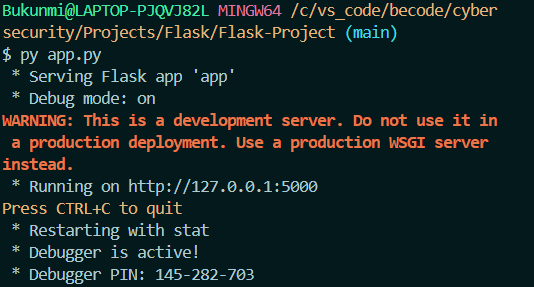 Bukunmi@LAPTOP-PJQVJ82L MINGW64 /c/vs_code/becode/cyber
security/Projects/Flask/Flask-Project (main)
$ py app.py
 * Serving Flask app 'app'
 * Debug mode: on
WARNING: This is a development server. Do not use it in
 a production deployment. Use a production WSGI server
instead.
 * Running on http://127.0.0.1:5000
Press CTRL+C to quit
 * Restarting with stat
 * Debugger is active!
 * Debugger PIN: 145-282-703